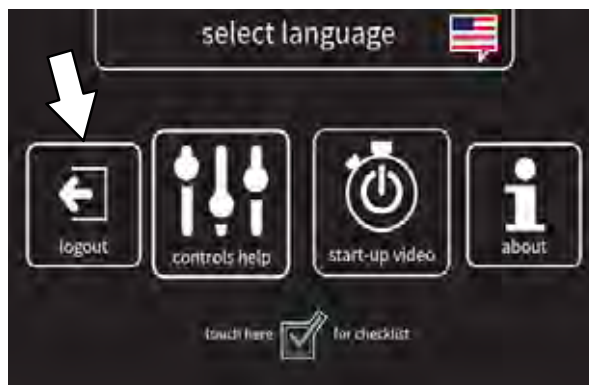 select language
logout
controls help
start-up video
about
touch here
for checklist